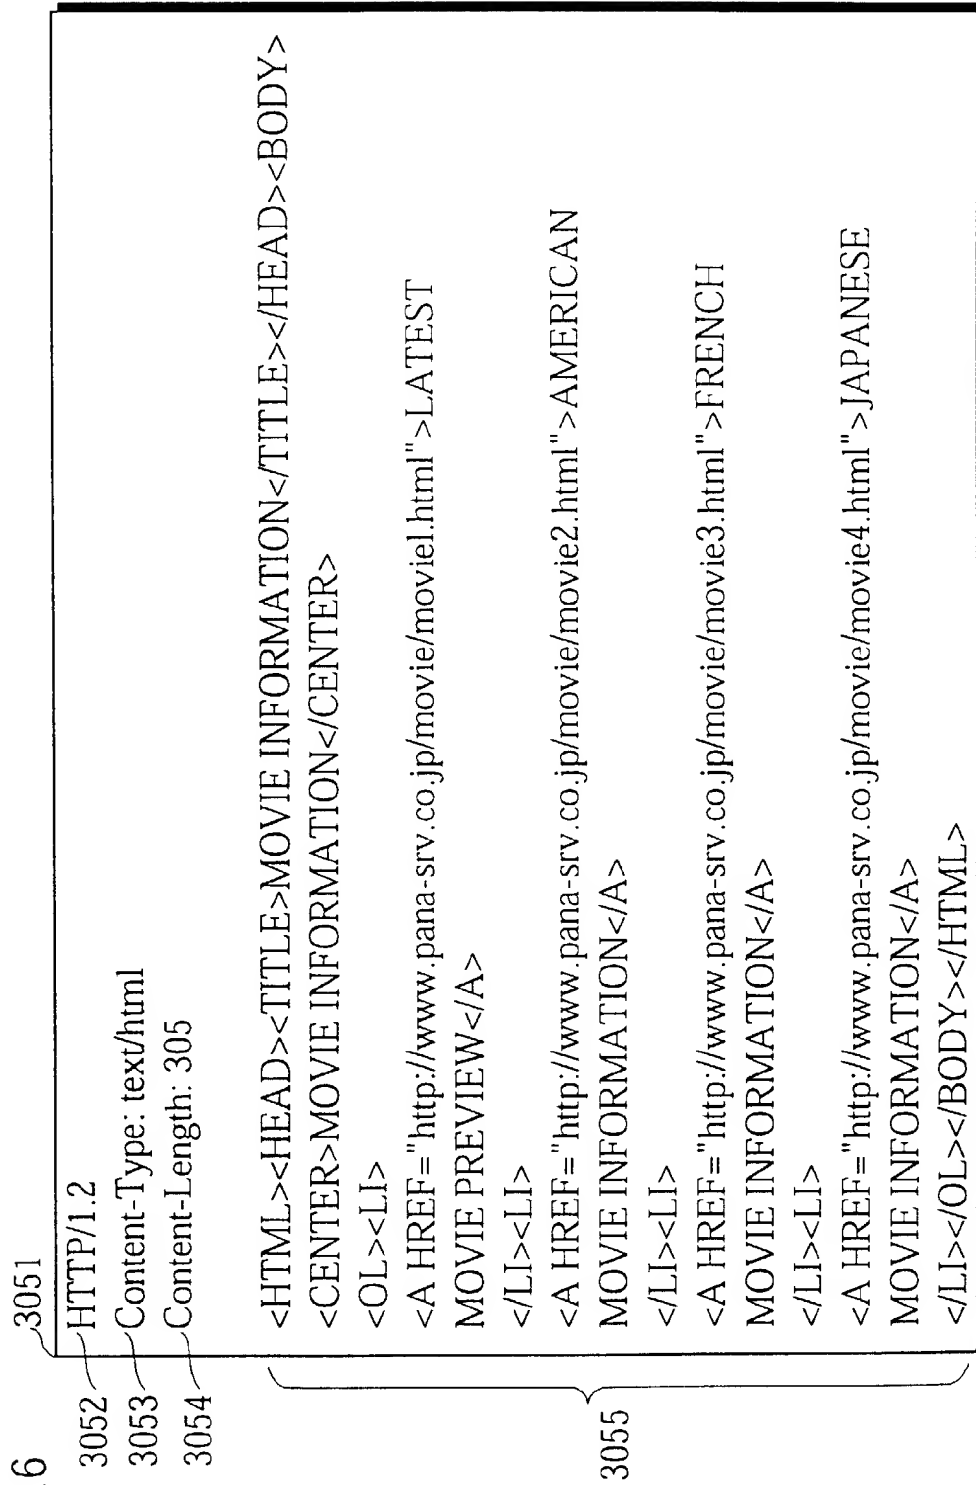 6
3051
3052 HTTP/1.2
3053 Content-Type: text/html
3054 Content-Length: 305
<HTML><HEAD><TITLE>MOVIE INFORMATION</TITLE></HEAD><BODY>
<CENTER>MOVIE INFORMATION</CENTER>
<OL><LI>
<A HREF="http://www.pana-srv.co.jp/movie/movie1.html">LATEST
MOVIE PREVIEW</A>
</LI><LI>
<A HREF="http://www.pana-srv.co.jp/movie/movie2.html">AMERICAN
MOVIE INFORMATION</A>
</LI><LI>
<A HREF="http://www.pana-srv.co.jp/movie/movie3.html">FRENCH
MOVIE INFORMATION</A>
</LI><LI>
<A HREF="http://www.pana-srv.co.jp/movie/movie4.html">JAPANESE
MOVIE INFORMATION</A>
</LI></OL></BODY></HTML>
3055